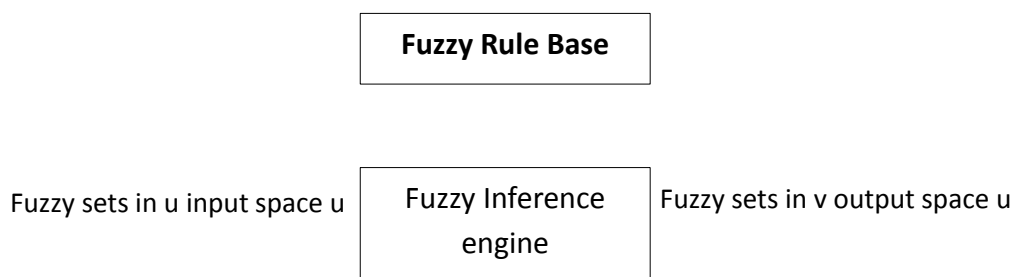 Fuzzy Rule Base
Fuzzy sets in u input space u
Fuzzy Inference
engine
Fuzzy sets in v output space u